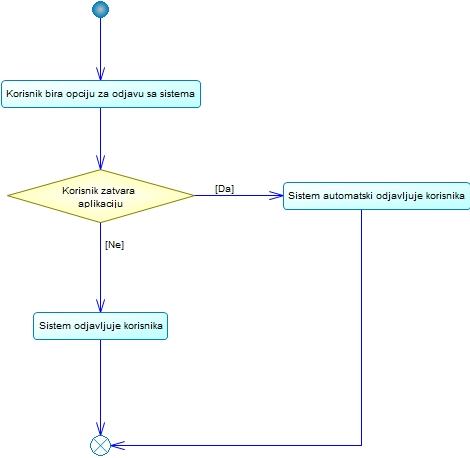 Korisnik bira opciju za odjavu sa sistema
Korisnik zatvara
aplikaciju
[Da]
Sistem automatski odjavljuje korisnika
[Ne]
Sistem odjavljuje korisnika